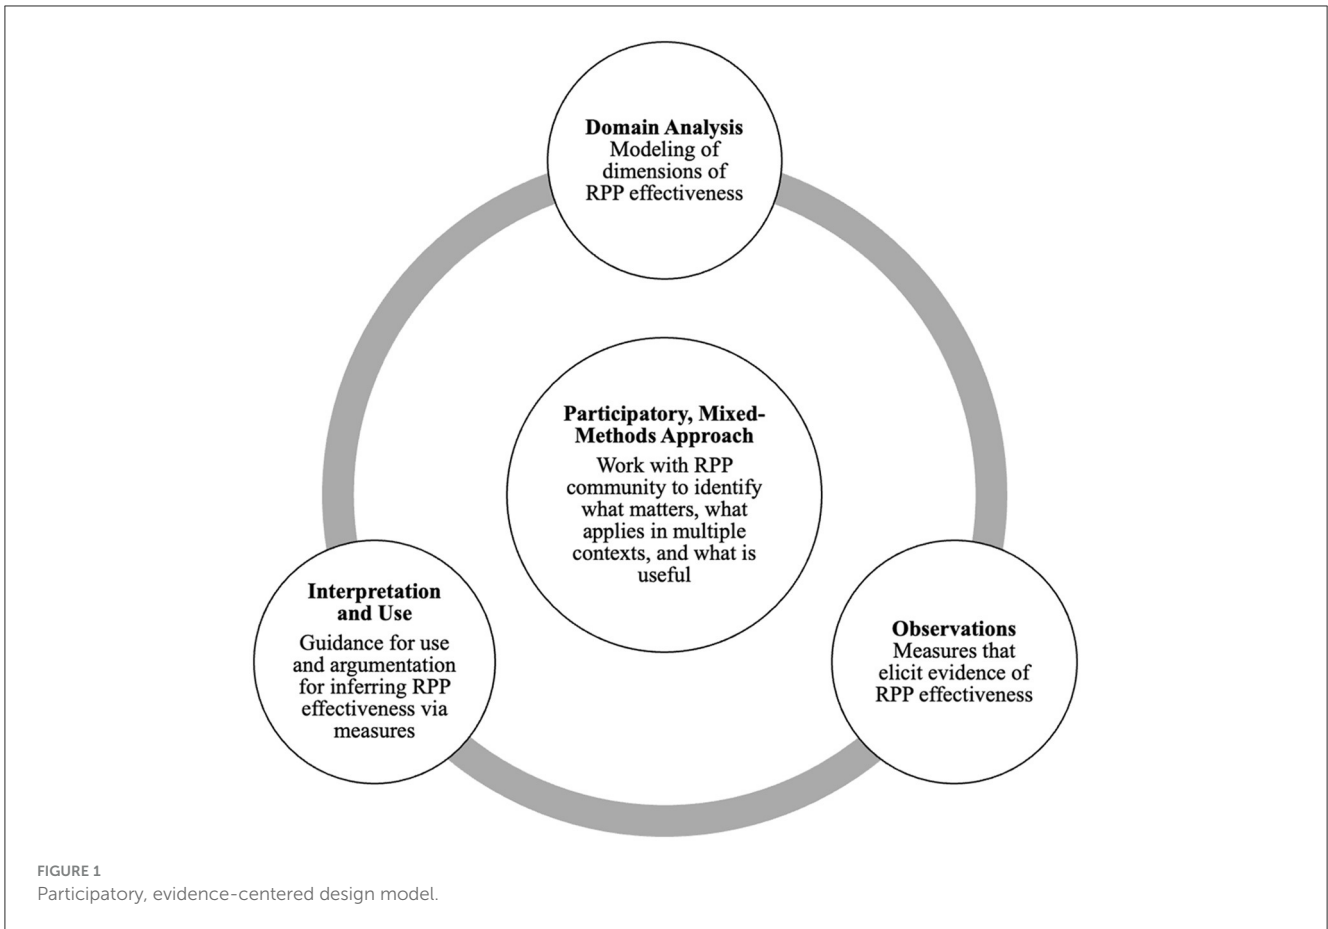 Domain Analysis
Modeling of
dimensions of
RPP effectiveness
Participatory, Mixed-
Methods Approach
Work with RPP
community to identify
what matters, what
applies in multiple
contexts, and what is
useful
Interpretation
and Use
Guidance for use
and argumentation
for inferring RPP
effectiveness via
measures
Observations
Measures that
elicit evidence of
RPP effectiveness
FIGURE 1
Participatory, evidence-centered design model.